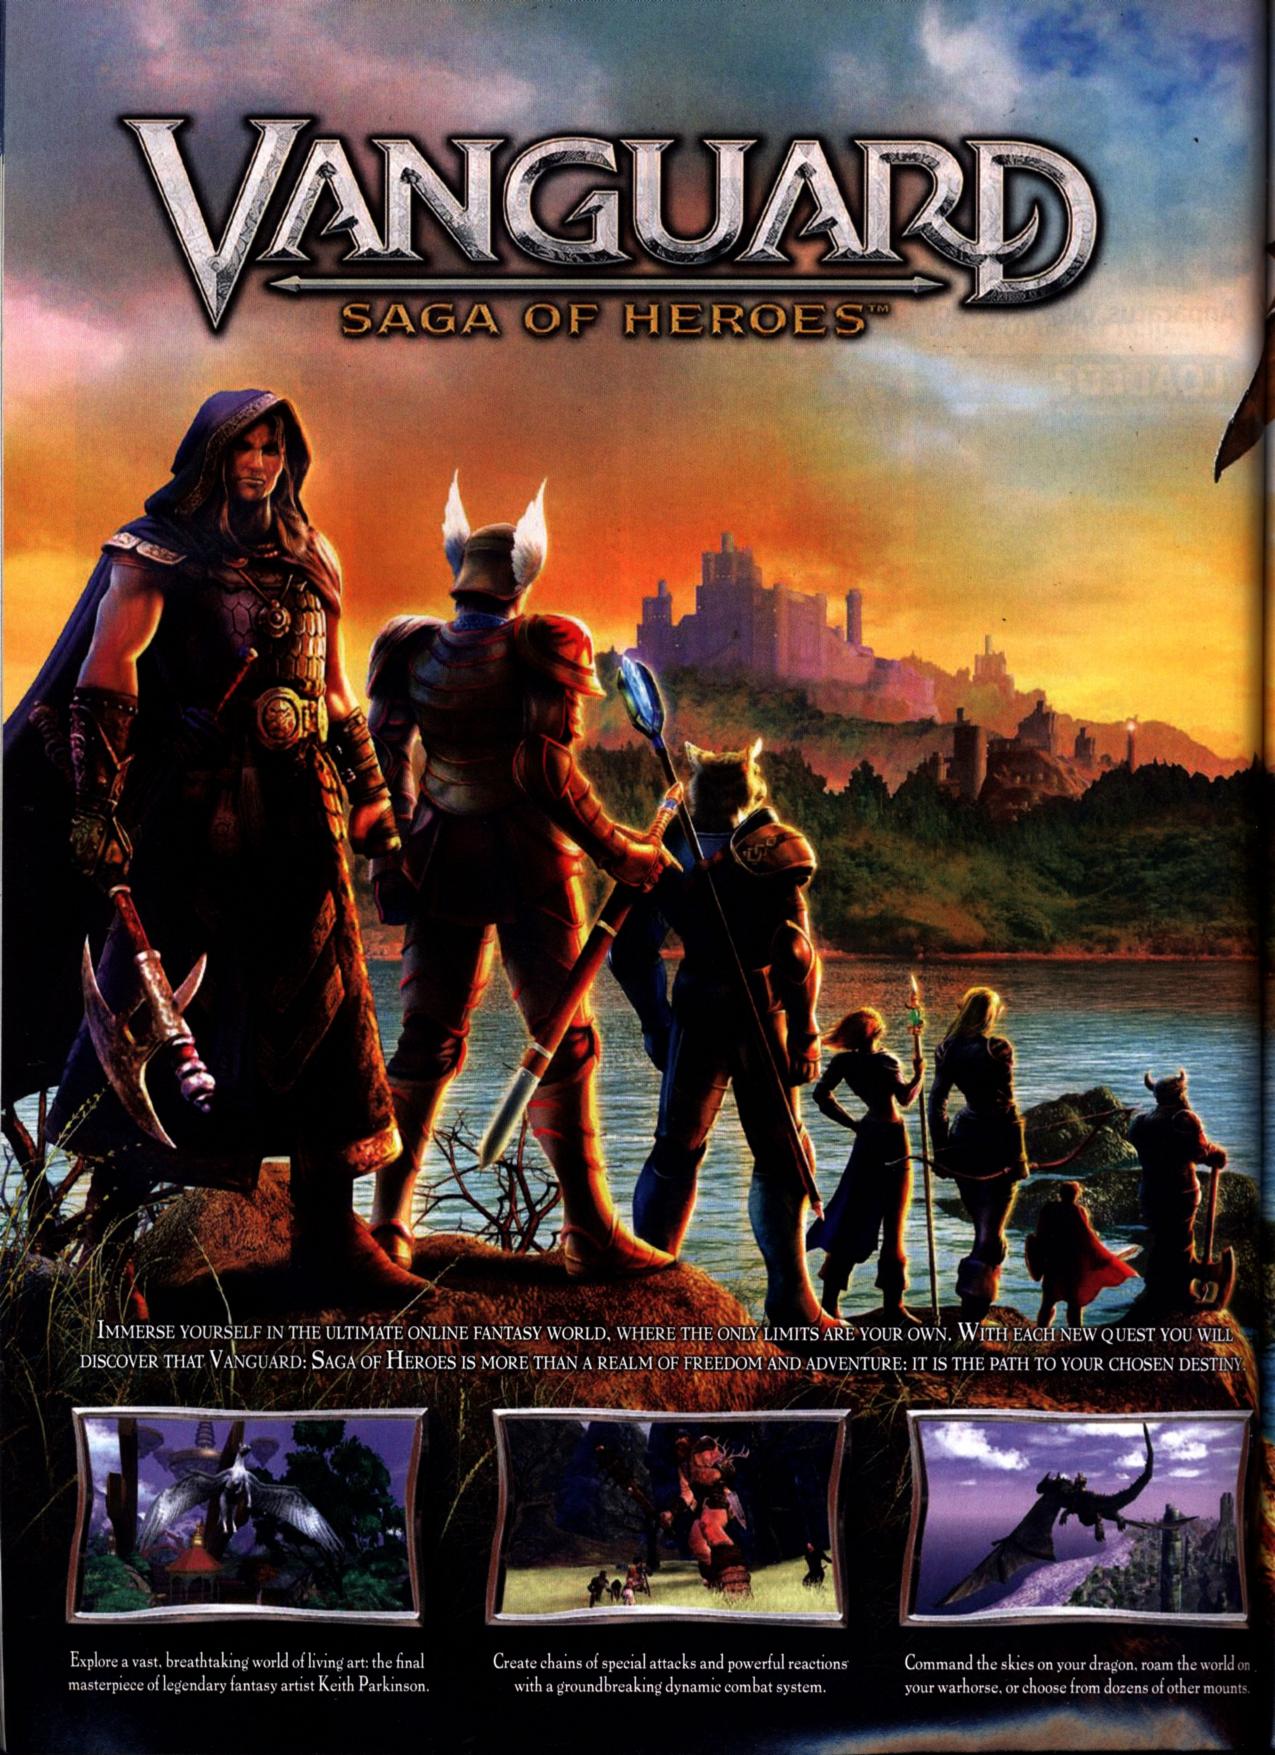 VANGUARD
SAGA OF HEROES™
IMMERSE YOURSELF IN THE ULTIMATE ONLINE FANTASY WORLD, WHERE THE ONLY LIMITS ARE YOUR OWN. WITH EACH NEW QUEST YOU WILL
DISCOVER THAT VANGUARD: SAGA OF HEROES IS MORE THAN A REALM OF FREEDOM AND ADVENTURE: IT IS THE PATH TO YOUR CHOSEN DESTINY.
Explore a vast, breathtaking world of living art: the final
masterpiece of legendary fantasy artist Keith Parkinson.
Create chains of special attacks and powerful reactions
with a groundbreaking dynamic combat system.
Command the skies on your dragon, roam the world on
your warhorse, or choose from dozens of other mounts.